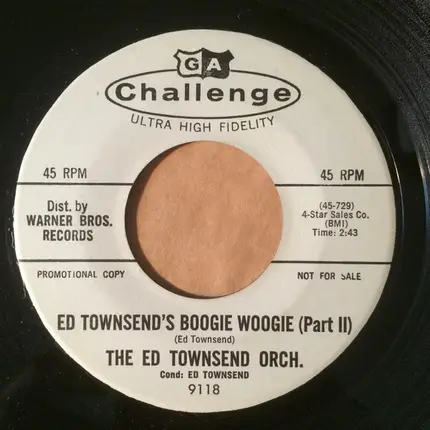 GA
Challenge
ULTRA HIGH FIDELITY
45 RPM
45 RPM
Dist. by
WARNER BROS.
RECORDS
(45-729)
4-Star Sales Co.
(BMI)
Time: 2:43
PROMOTIONAL COPY
NOT FOR SALE
ED TOWNSEND'S BOOGIE WOOGIE (Part II)
(Ed Townsend)
THE ED TOWNSEND ORCH.
Cond: ED TOWNSEND
9118